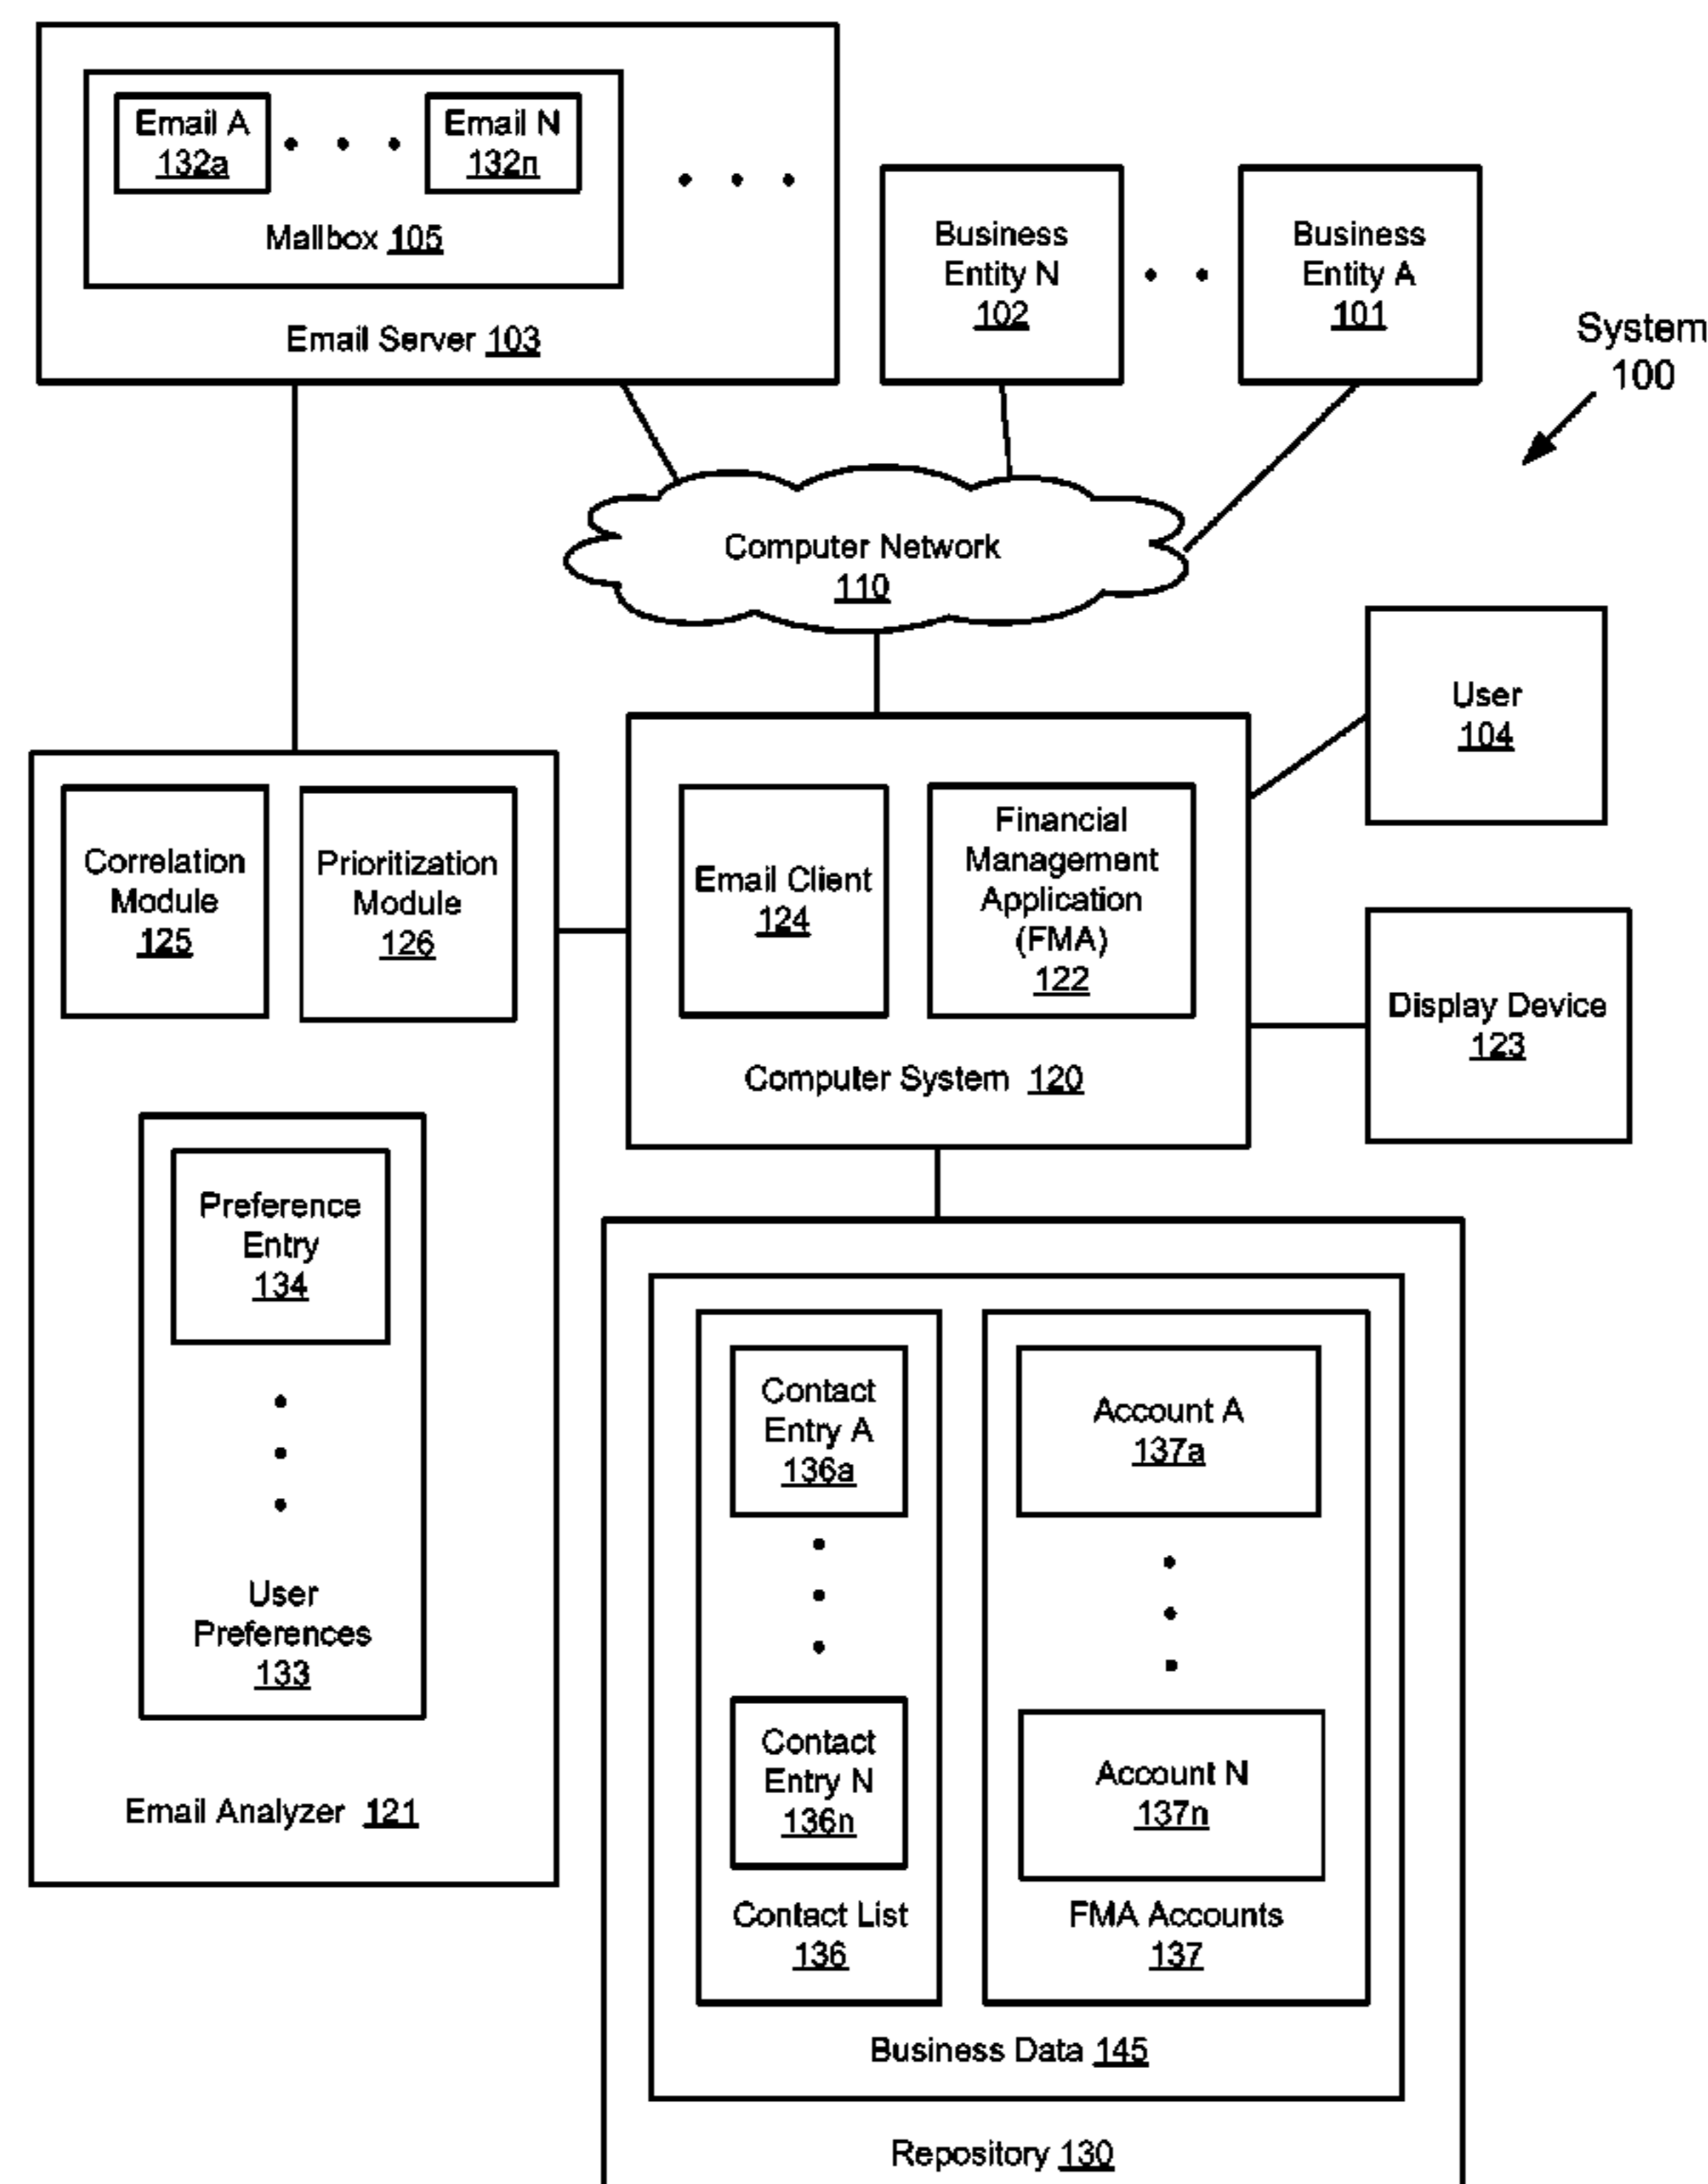 Email A
132a
Email N
132n
Mailbox 105
Email Server 103
Business
Entity N
102
Business
Entity A
101
System
100
Computer Network
110
User
104
Correlation
Module
125
Prioritization
Module
126
Email Client
124
Financial
Management
Application
(FMA)
122
Computer System 120
Display Device
123
Preference
Entry
134
User
Preferences
133
Email Analyzer 121
Contact
Entry A
136a
Account A
137a
Contact
Entry N
136n
Account N
137n
Contact List
136
FMA Accounts
137
Business Data 145
Repository 130